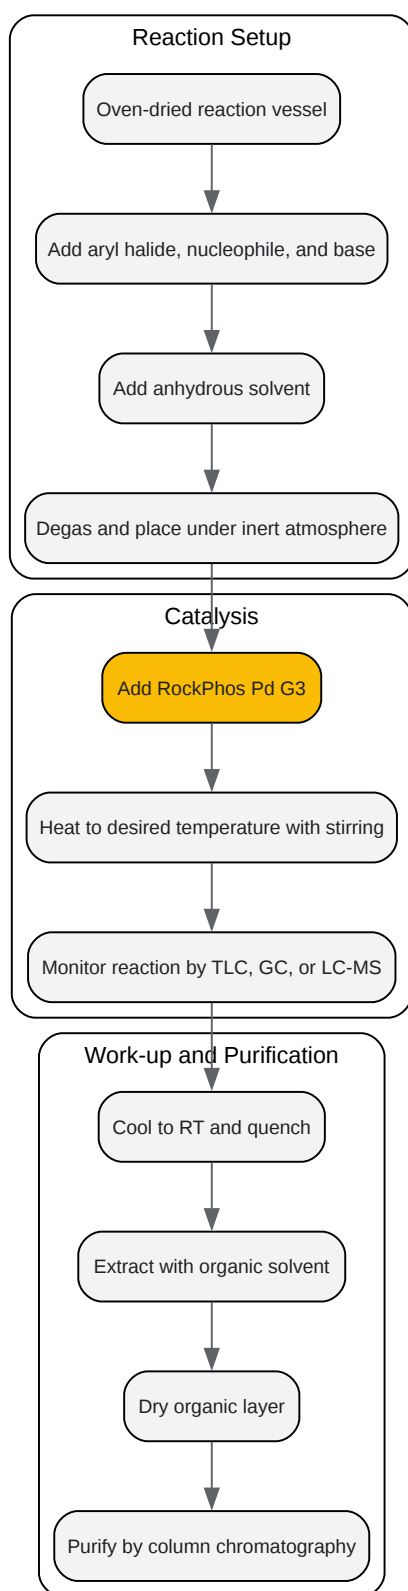 Reaction Setup
Oven-dried reaction vessel
Add aryl halide, nucleophile, and base
Add anhydrous solvent
Degas and place under inert atmosphere
Catalysis
Add RockPhos Pd G3
Heat to desired temperature with stirring
Monitor reaction by TLC, GC, or LC-MS
Work-up and Purification
Cool to RT and quench
Extract with organic solvent
Dry organic layer
Purify by column chromatography